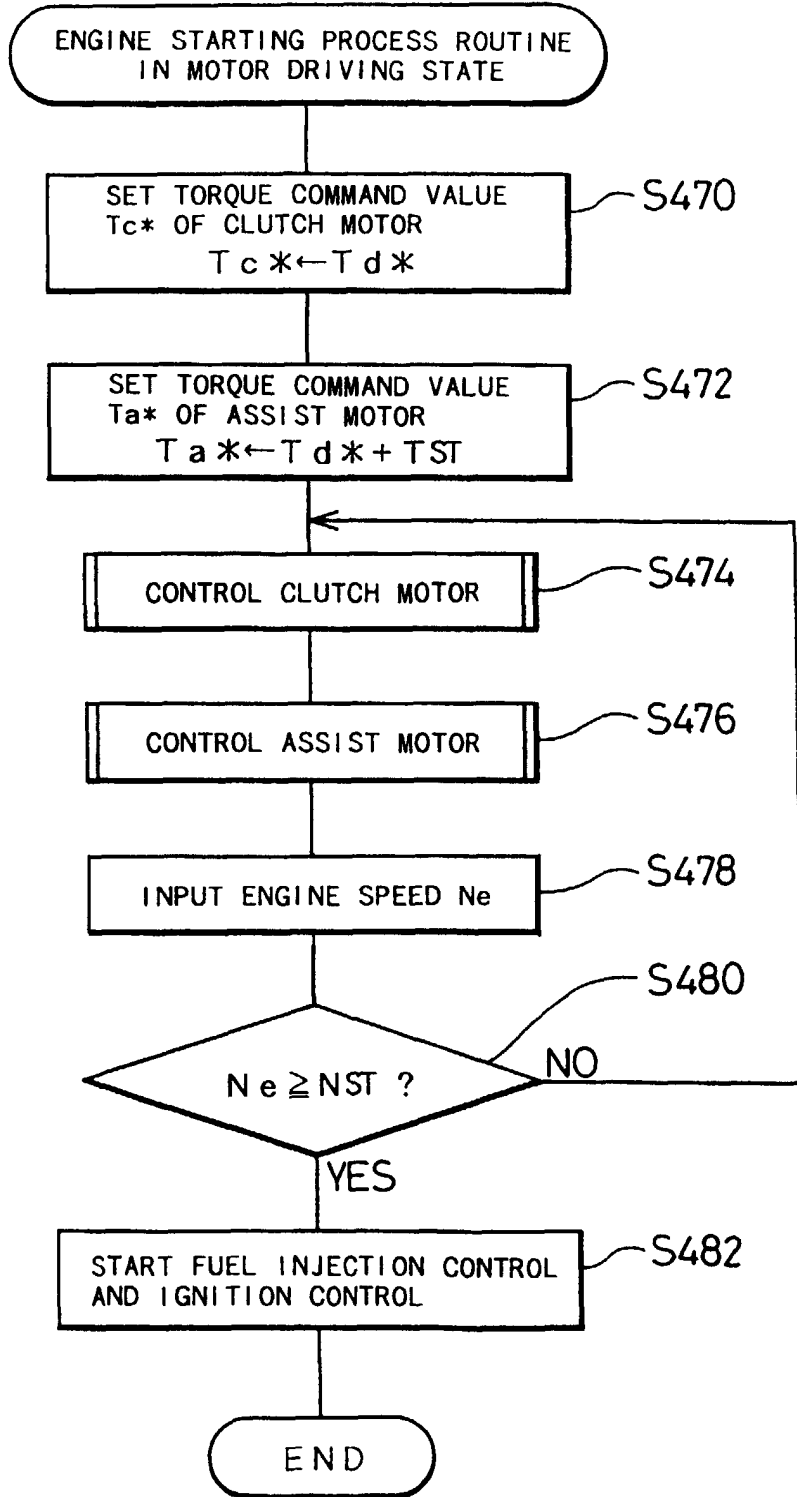 ENGINE STARTING PROCESS ROUTINE
IN MOTOR DRIVING STATE
SET TORQUE COMMAND VALUE
Tc* OF CLUTCH MOTOR
Tc*←Td*
S470
SET TORQUE COMMAND VALUE
Ta* OF ASSIST MOTOR
Ta*←Td*+TST
S472
CONTROL CLUTCH MOTOR
S474
CONTROL ASSIST MOTOR
S476
INPUT ENGINE SPEED Ne
S478
Ne≧NST ?
S480
NO
YES
START FUEL INJECTION CONTROL
AND IGNITION CONTROL
S482
END